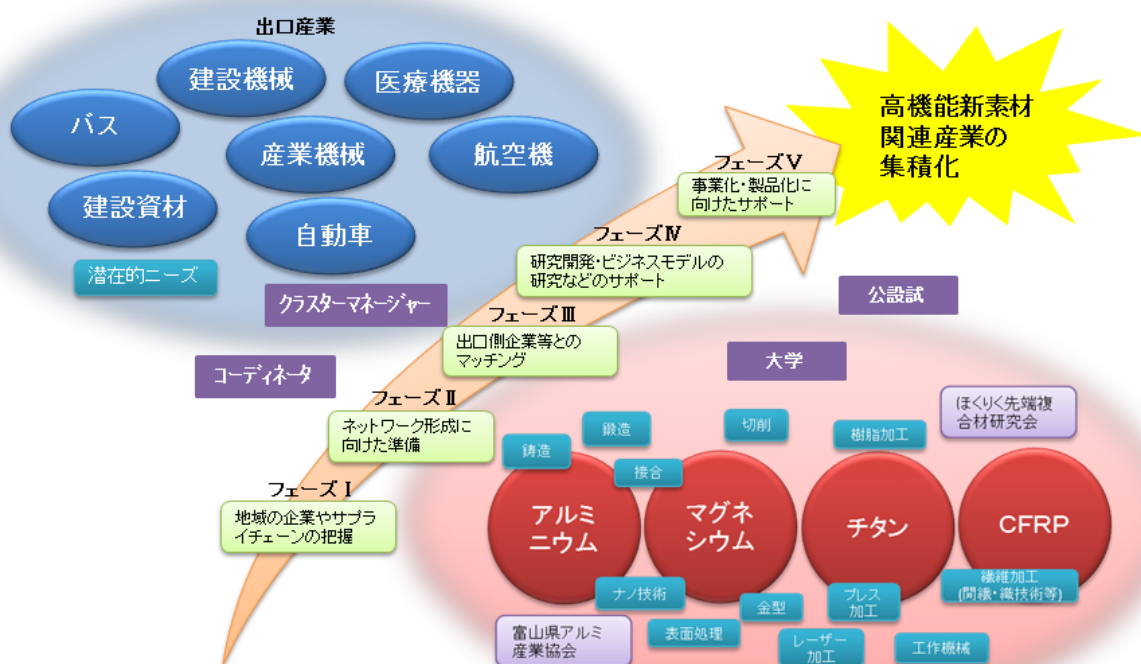 出口産業
建設機械
医療機器
バス
産業機械
航空機
建設資材
自動車
潜在的ニーズ
クラスターマネージャー
コーディネータ
高機能新素材
関連産業の
集積化
フェーズⅤ
事業化・製品化に
向けたサポート
フェーズⅣ
研究開発・ビジネスモデルの
研究などのサポート
フェーズⅢ
出口側企業等との
マッチング
フェーズⅡ
ネットワーク形成に
向けた準備
フェーズⅠ
地域の企業やサプラ
イチェーンの把握
公設試
大学
ほくりく先端複
合材研究会
鋳造
鍛造
接合
切削
樹脂加工
アルミ
ニウム
マグネ
シウム
チタン
CFRP
ナノ技術
金型
プレス
加工
繊維加工
(開繊・織技術等)
富山県アルミ
産業協会
表面処理
レーザー
加工
工作機械